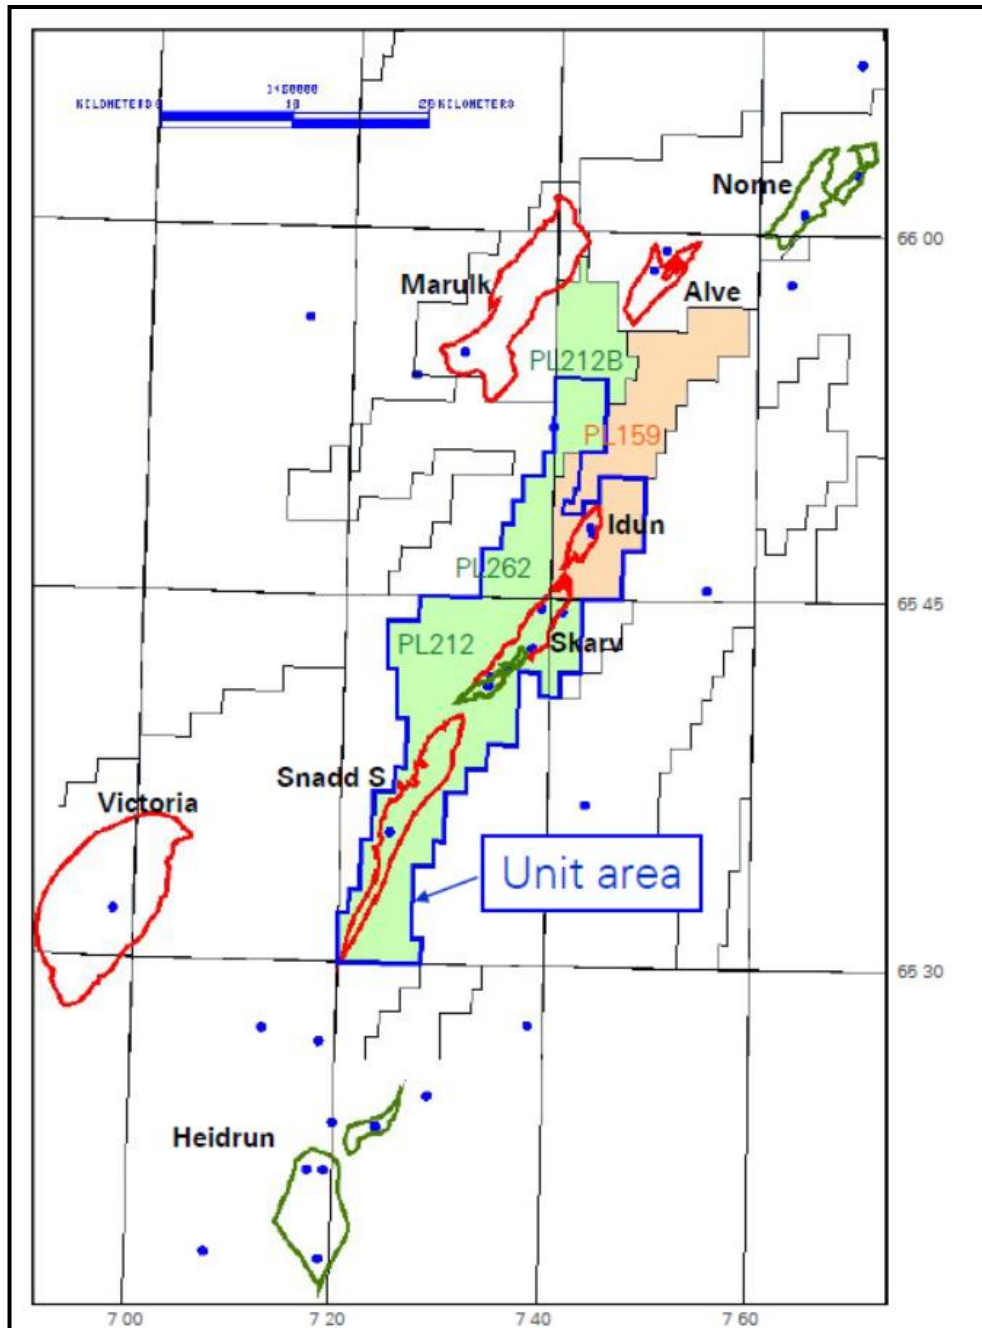 KILOMETERS 0 10 20 KILOMETERS
Nome
66 00
Marulk
Alve
PL212B
PL159
Idun
PL262
65 45
PL212
Skarv
Snadd S
Victoria
Unit area
65 30
Heidrun
7 00 7 20 7 40 7 60